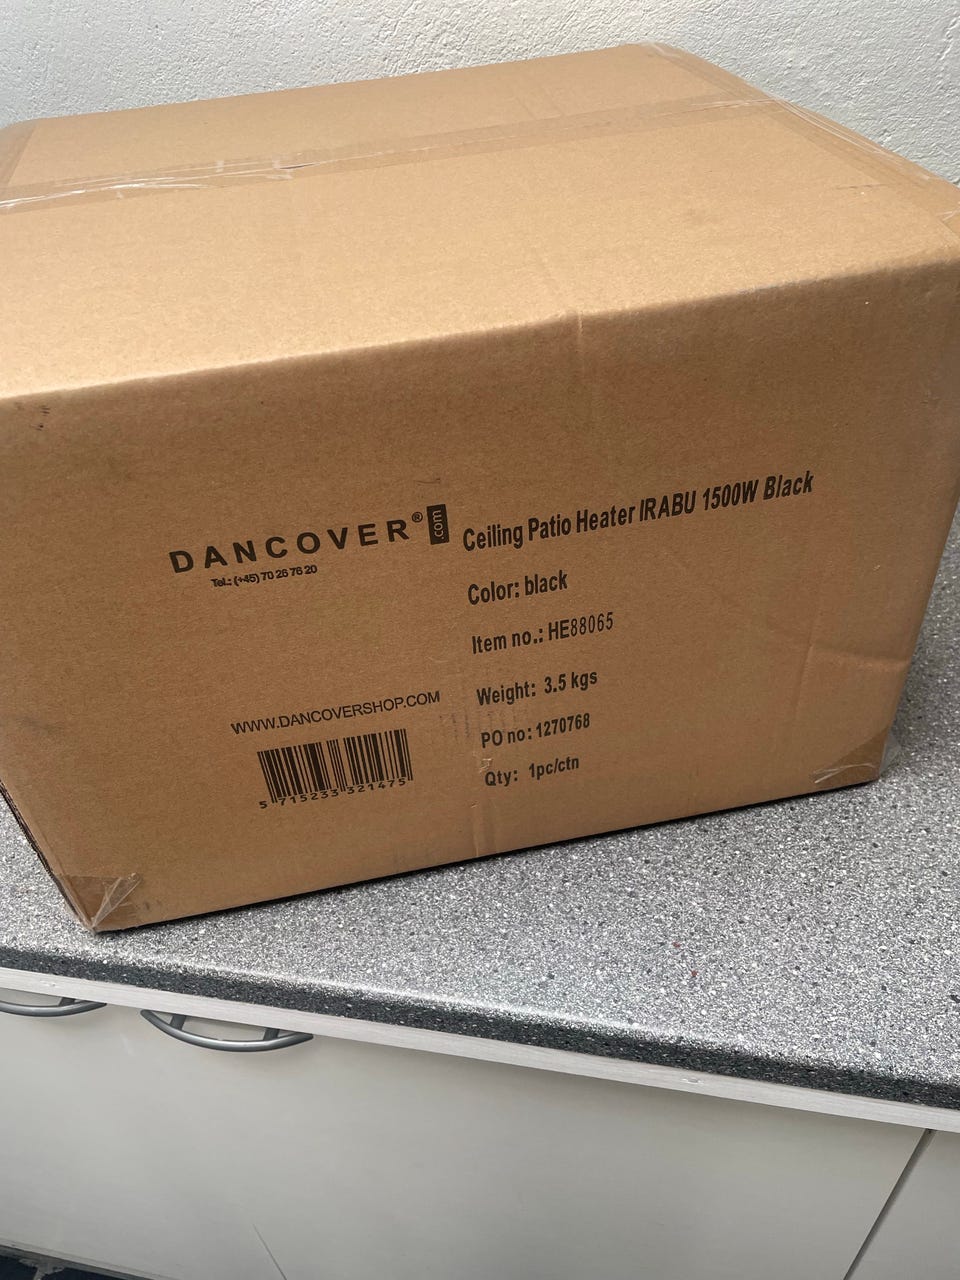 DANCOVER®.com
Tel.: (+45) 70 26 76 20
WWW.DANCOVERSHOP.COM
5 715233 321475
Ceiling Patio Heater IRABU 1500W Black
Color: black
Item no.: HE88065
Weight: 3.5 kgs
PO no: 1270768
Qty: 1pc/ctn